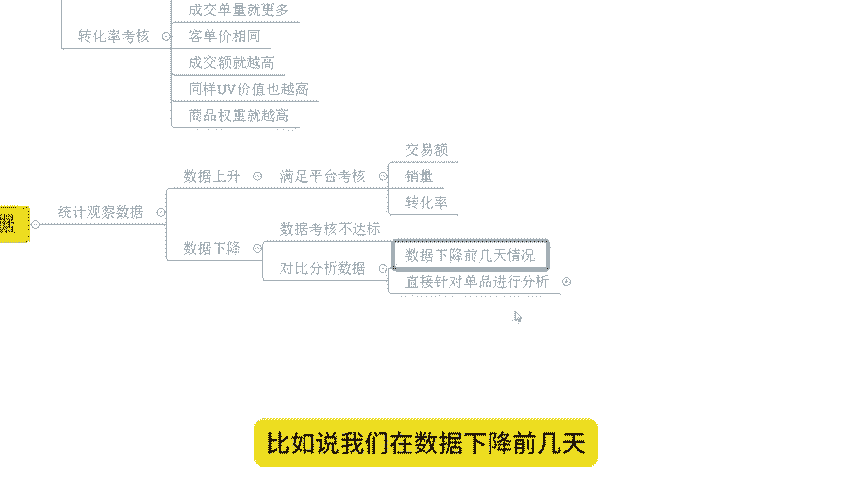 成交单量就更多
转化率考核
客单价相同
成交额就越高
同样UV价值也越高
商品权重就越高
交易额
数据上升
满足平台考核
销量
转化率
据
统计观察数据
数据考核不达标
数据下降
数据下降前几天情况
对比分析数据
直接针对单品进行分析
比如说我们在数据下降前几天